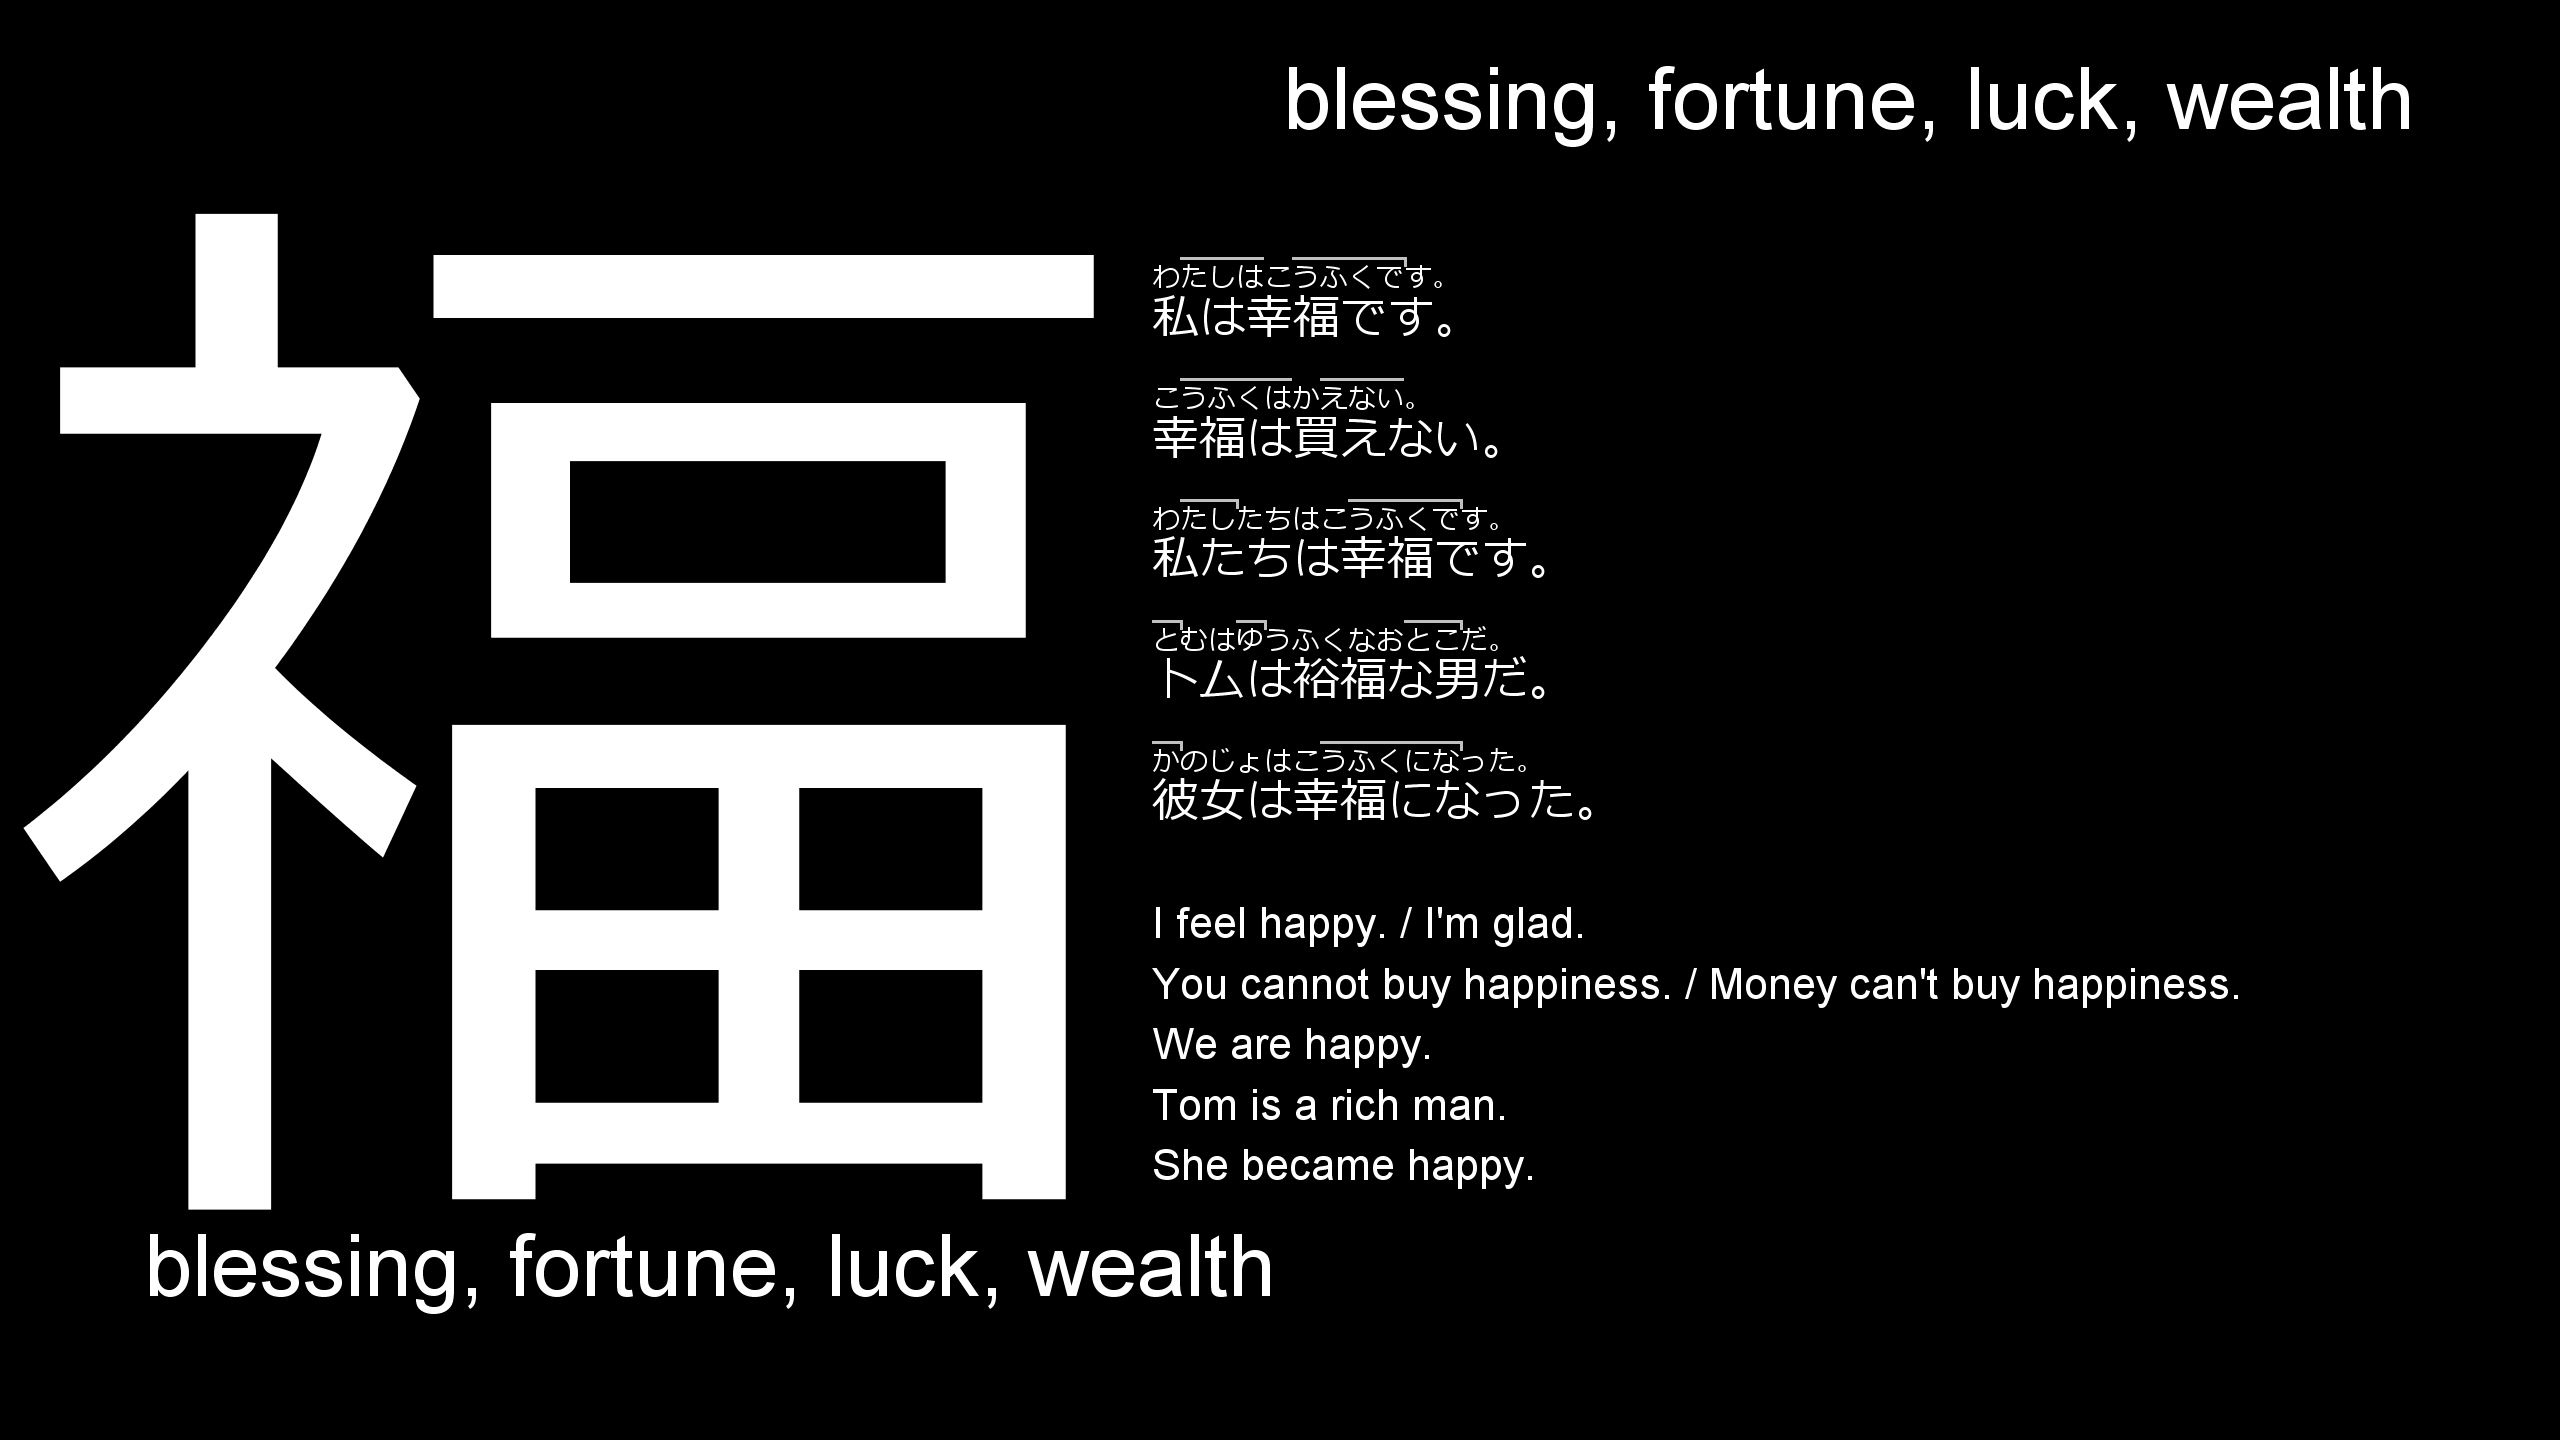 blessing, fortune, luck, wealth
福
わたしはこうふくです。
私は幸福です。
こうふくはかえない。
幸福は買えない。
わたしたちはこうふくです。
私たちは幸福です。
とむはゆうふくなおとこだ。
トムは裕福な男だ。
かのじょはこうふくになった。
彼女は幸福になった。
I feel happy. / I'm glad.
You cannot buy happiness. / Money can't buy happiness.
We are happy.
Tom is a rich man.
She became happy.
blessing, fortune, luck, wealth